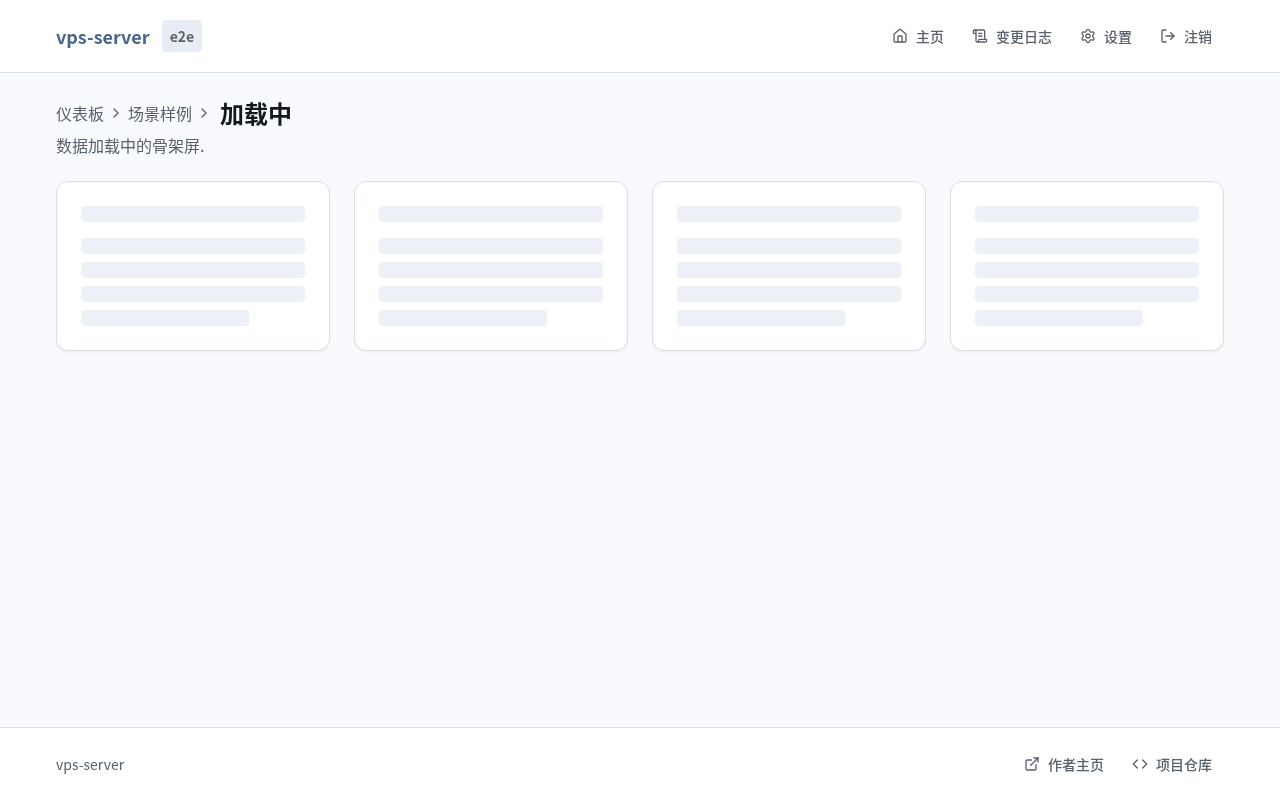 vps-server e2e
主页 变更日志 设置 注销
仪表板 场景样例 加载中
数据加载中的骨架屏.
vps-server
作者主页 项目仓库